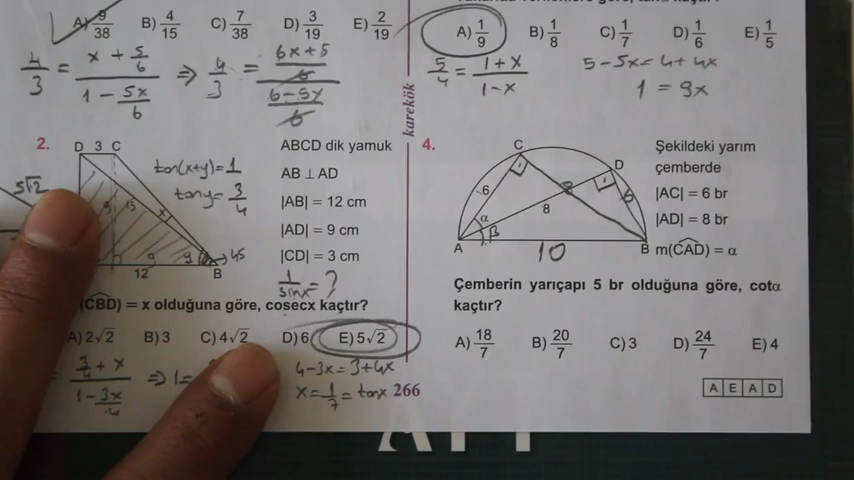 A) 9/38 B) 4/15 C) 7/38 D) 3/19 E) 2/19
4/3 = (x + 5/6)/(1 - 5x/6) ⇒ 4/3 = ((6x+5)/6)/((6-5x)/6)
2.
D 3 C
5√2
tan(x+y)=1
tany= 3/4
9 15 x
9 9 45
12 B
ABCD dik yamuk
AB ⊥ AD
|AB| = 12 cm
|AD| = 9 cm
|CD| = 3 cm
1/sinx = ?
(CBD) = x olduğuna göre, cosecx kaçtır?
A) 2√2 B) 3 C) 4√2 D) 6 E) 5√2
= (3/4 + x)/(1 - 3x/4) ⇒ 1=
4-3x = 3+4x
x = 1/7 = tanx
266
karekök
A) 1/9 B) 1/8 C) 1/7 D) 1/6 E) 1/5
5/4 = (1+x)/(1-x)
5-5x = 4+4x
1 = 9x
4.
C
D
6 8 6
α 8
β
A B
10
Şekildeki yarım
çemberde
|AC| = 6 br
|AD| = 8 br
m(CAD) = α
Çemberin yarıçapı 5 br olduğuna göre, cotα
kaçtır?
A) 18/7 B) 20/7 C) 3 D) 24/7 E) 4
A E A D